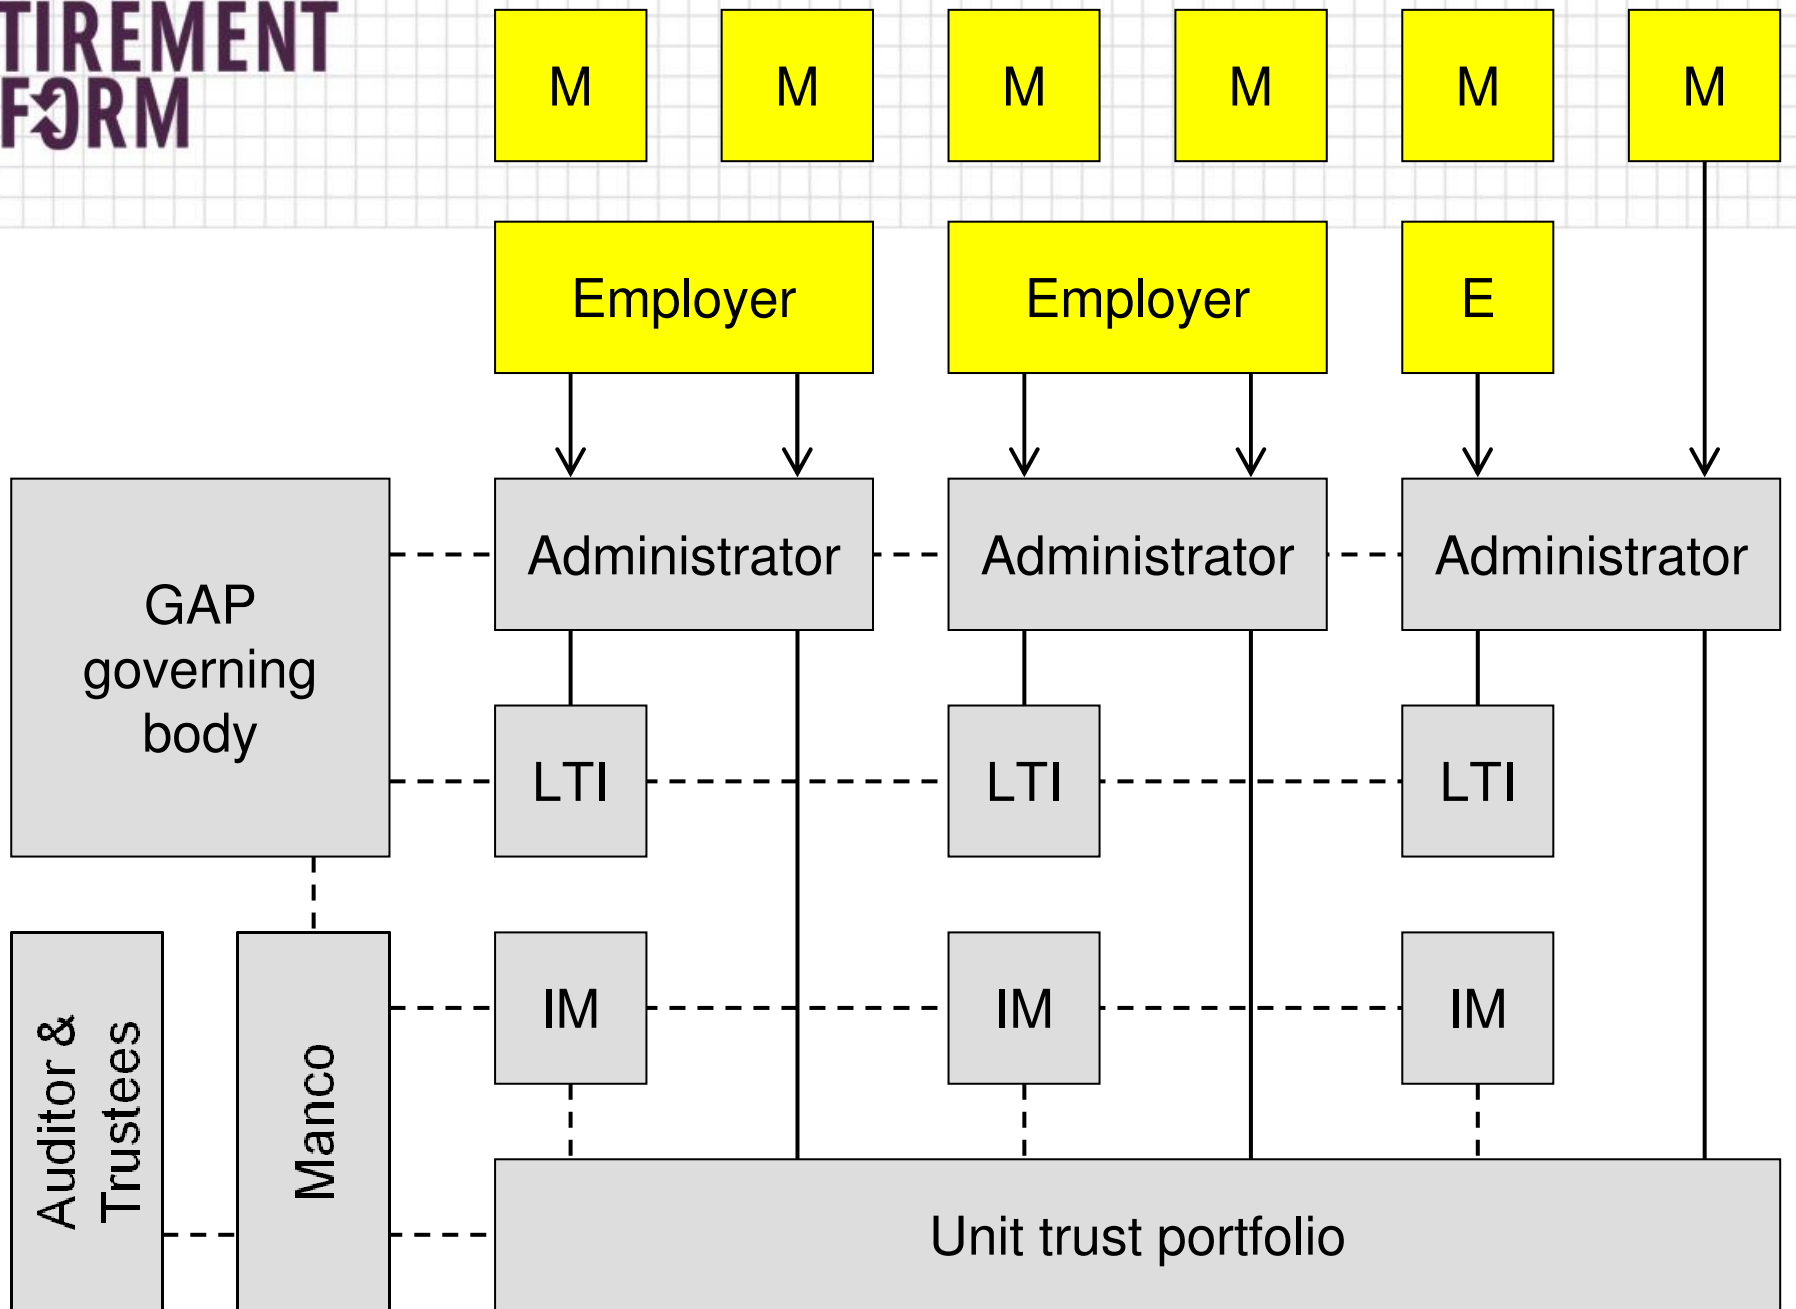 TIREMENT
FORM
M M M M M M
Employer Employer E
Administrator Administrator Administrator
GAP
governing
body
LTI LTI LTI
IM IM IM
Auditor &
Trustees
Manco
Unit trust portfolio